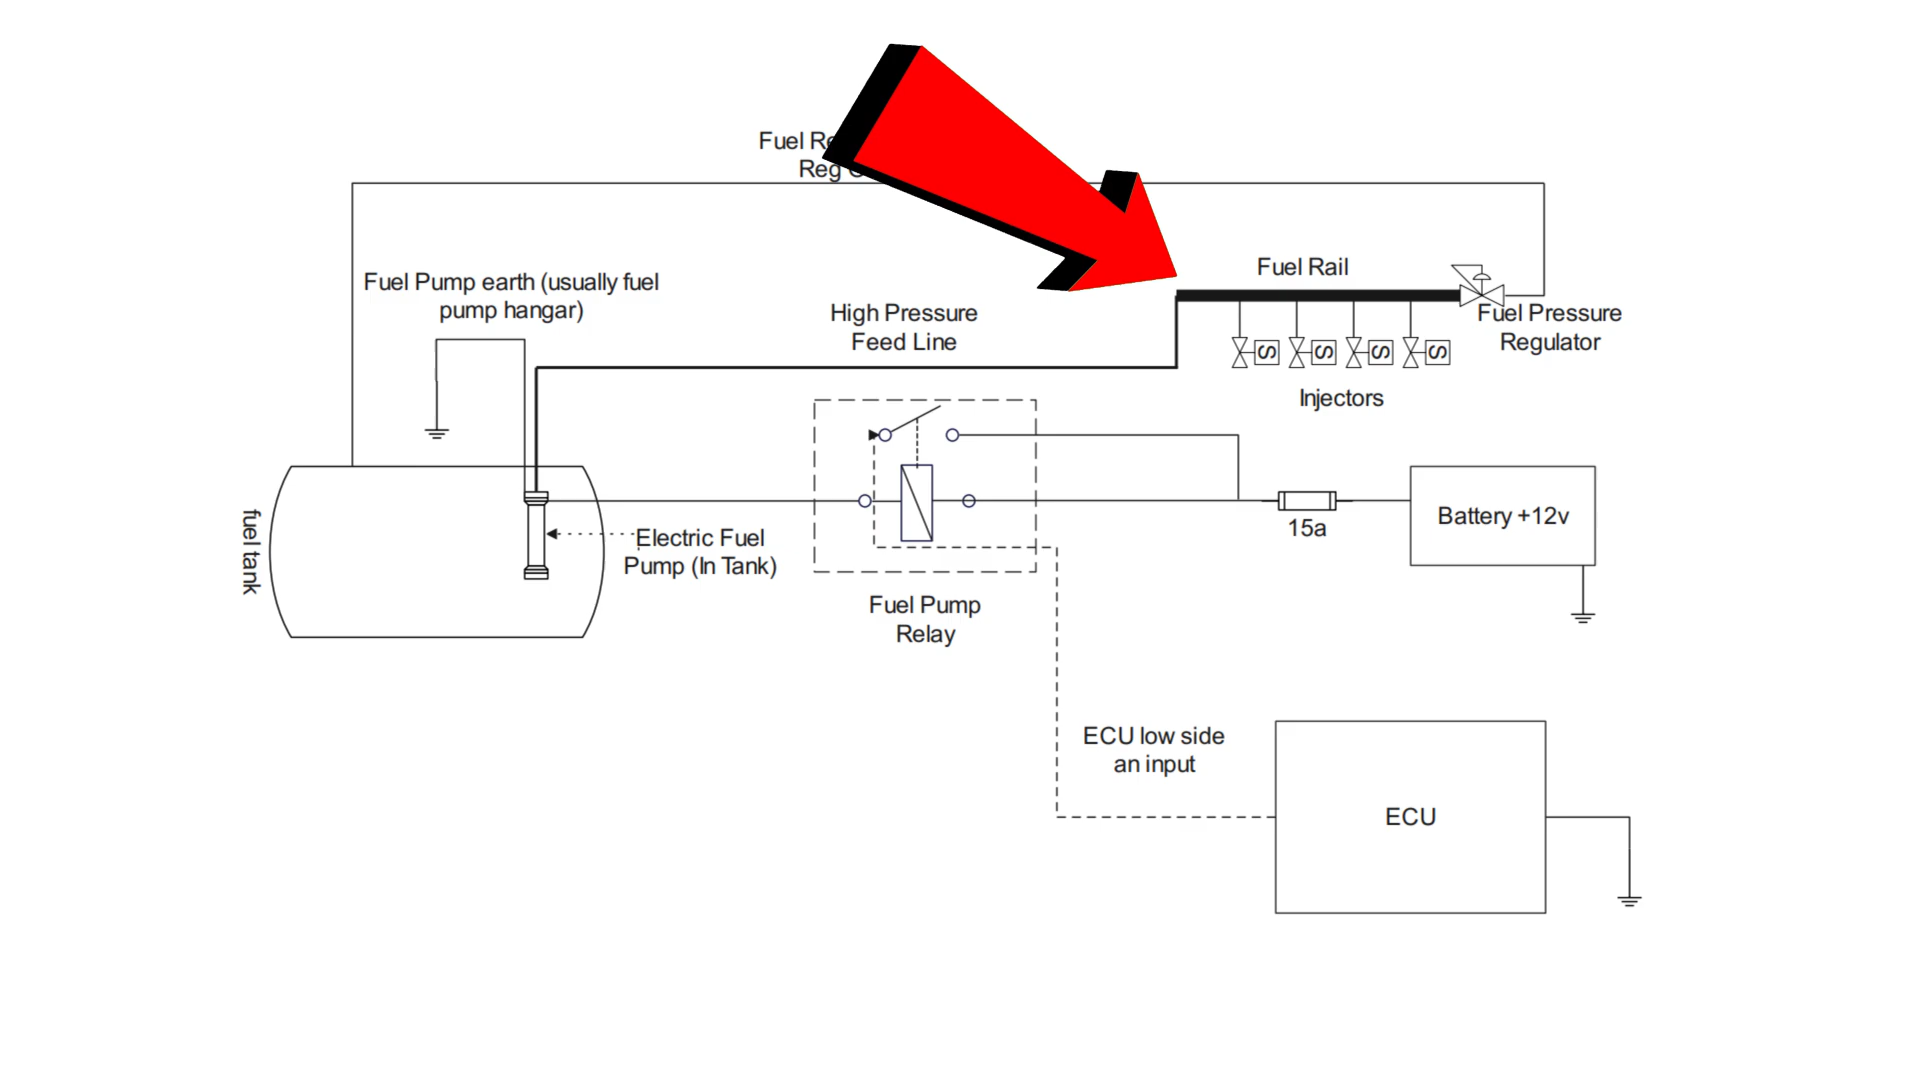 Fuel
Reg
Fuel Pump earth (usually fuel
pump hangar)
High Pressure
Feed Line
Fuel Rail
Fuel Pressure
Regulator
S S S S
Injectors
fuel tank
Electric Fuel
Pump (In Tank)
Fuel Pump
Relay
15a
Battery +12v
ECU low side
an input
ECU